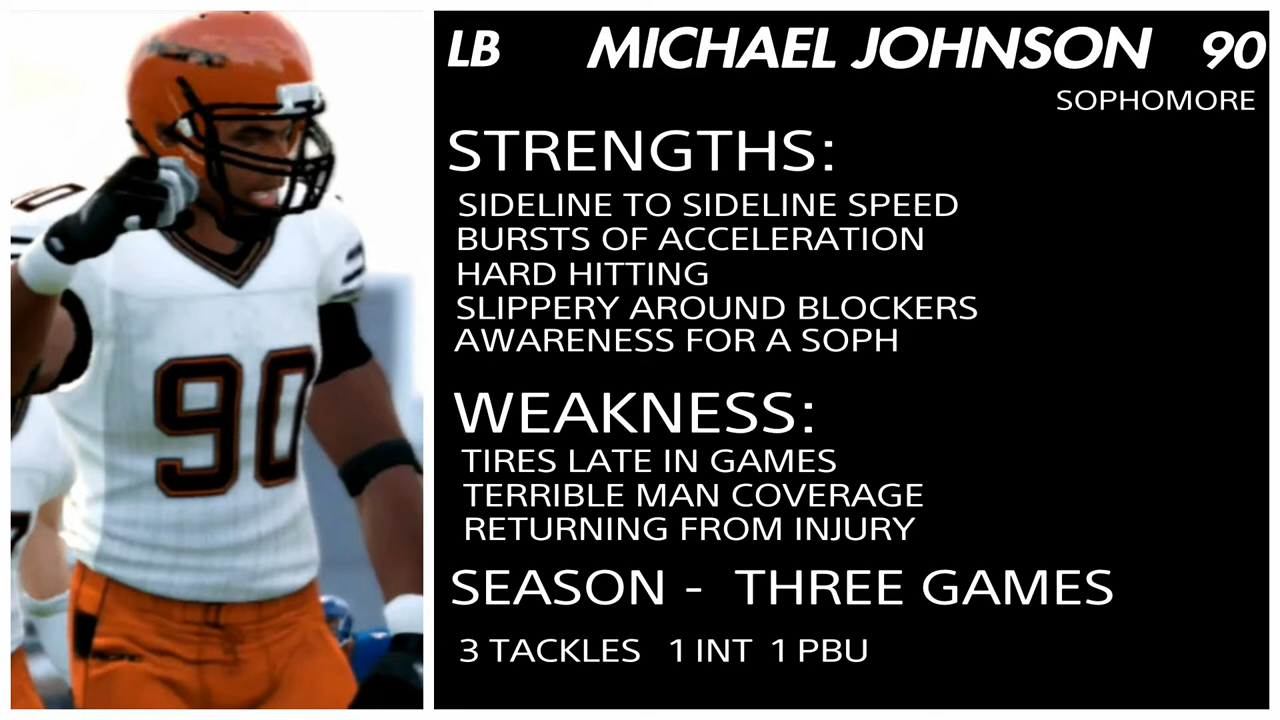 LB MICHAEL JOHNSON 90
SOPHOMORE
STRENGTHS:
SIDELINE TO SIDELINE SPEED
BURSTS OF ACCELERATION
HARD HITTING
SLIPPERY AROUND BLOCKERS
AWARENESS FOR A SOPH
WEAKNESS:
TIRES LATE IN GAMES
TERRIBLE MAN COVERAGE
RETURNING FROM INJURY
SEASON - THREE GAMES
3 TACKLES 1 INT 1 PBU
90